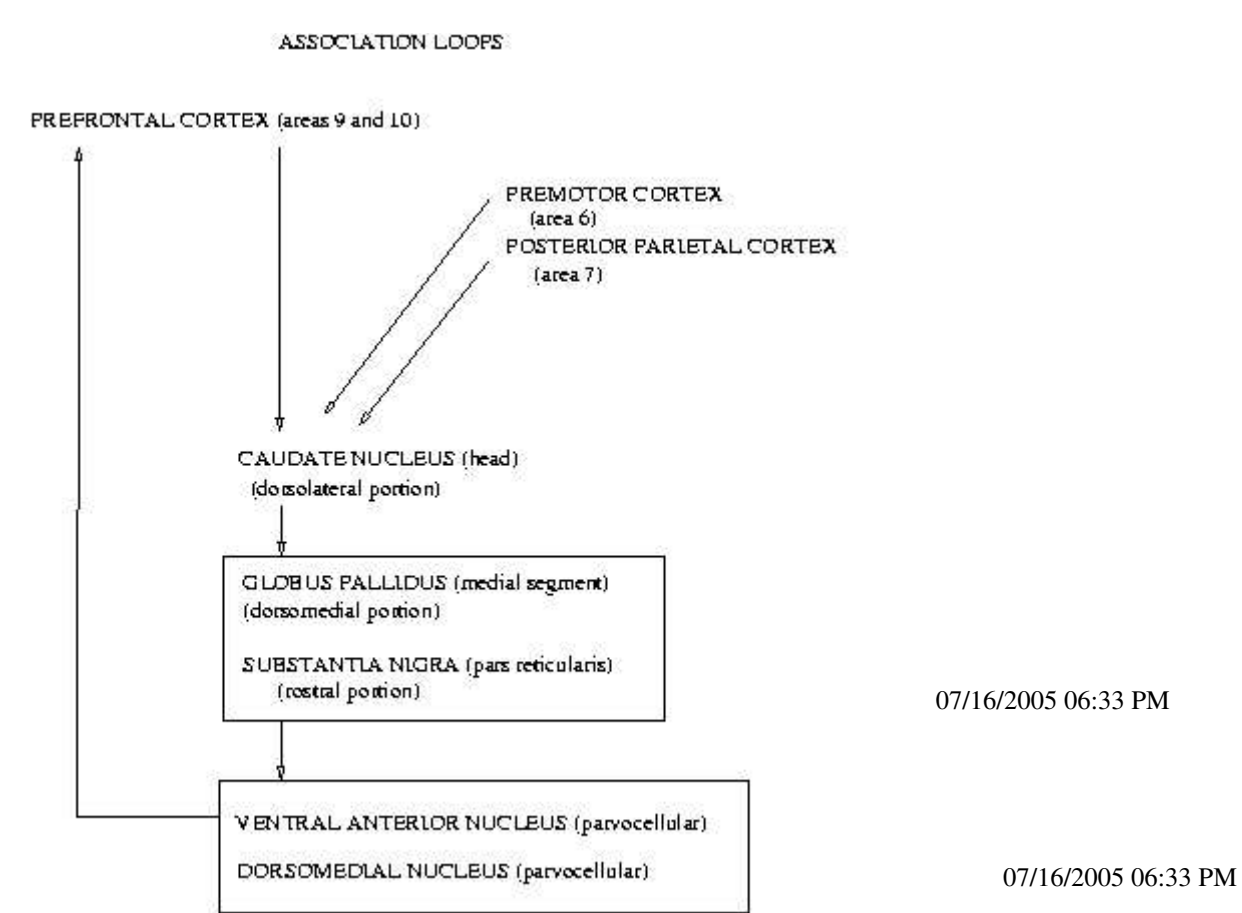 ASSOCIATION LOOPS
PREFRONTAL CORTEX (areas 9 and 10)
PREMOTOR CORTEX
(area 6)
POSTERIOR PARIETAL CORTEX
(area 7)
CAUDATE NUCLEUS (head)
(dorsolateral portion)
GLOBUS PALLIDUS (medial segment)
(dorsomedial portion)
SUBSTANTIA NIGRA (pars reticularis)
(rostral portion)
07/16/2005 06:33 PM
VENTRAL ANTERIOR NUCLEUS (parvocellular)
DORSOMEDIAL NUCLEUS (parvocellular)
07/16/2005 06:33 PM